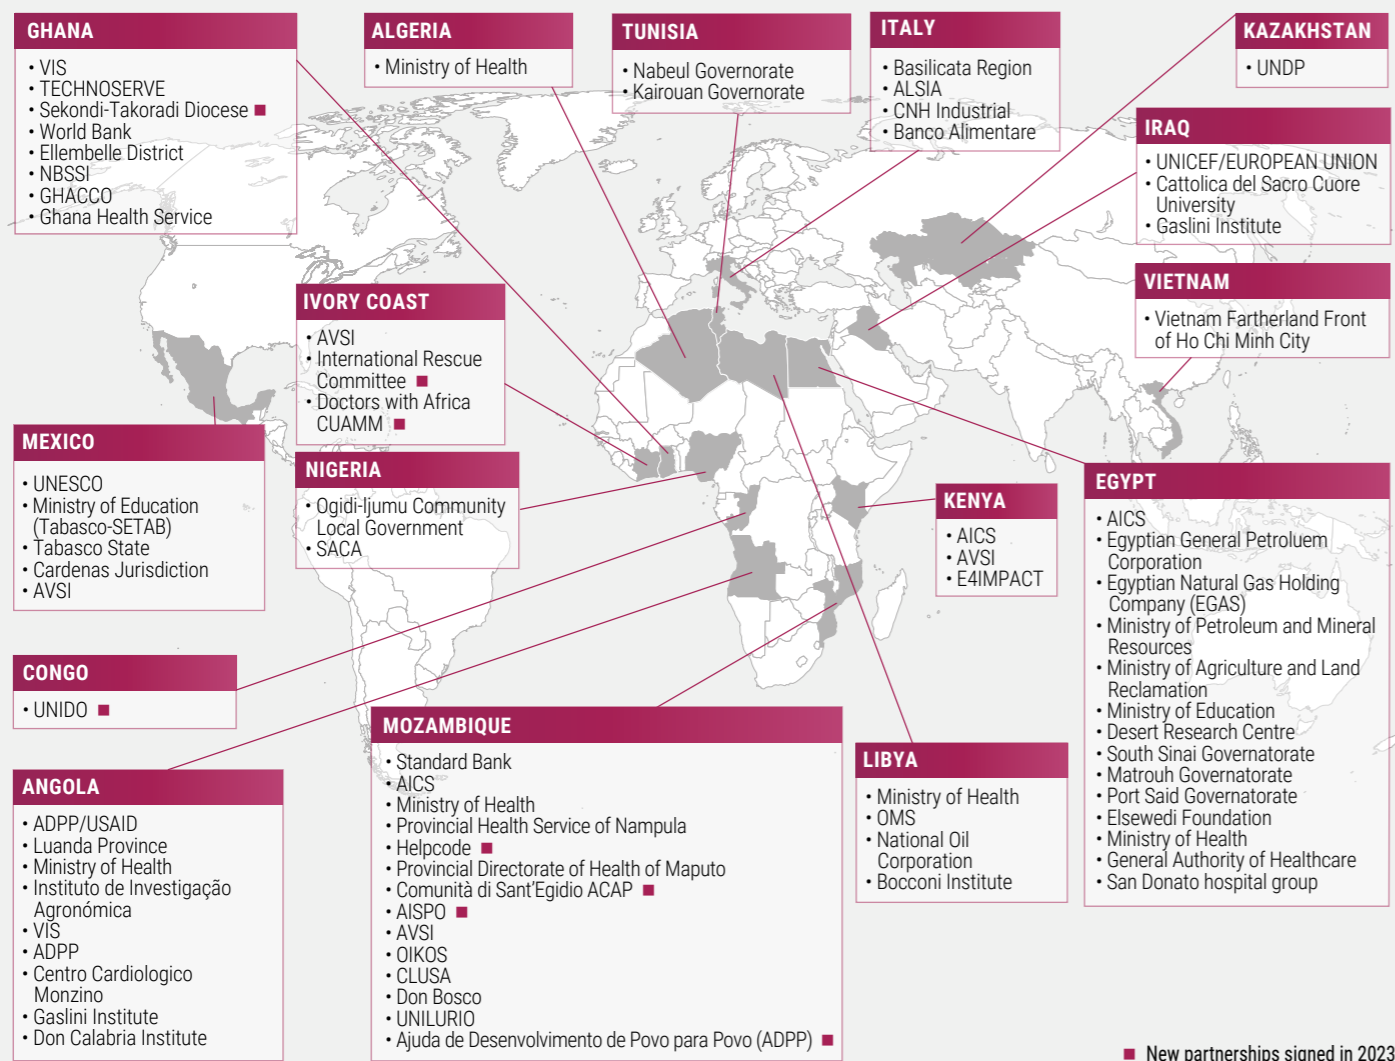 GHANA
• VIS
• TECHNOSERVE
• Sekondi-Takoradi Diocese ■
• World Bank
• Ellembelle District
• NBSSI
• GHACCO
• Ghana Health Service
ALGERIA
• Ministry of Health
TUNISIA
• Nabeul Governorate
• Kairouan Governorate
ITALY
• Basilicata Region
• ALSIA
• CNH Industrial
• Banco Alimentare
KAZAKHSTAN
• UNDP
IRAQ
• UNICEF/EUROPEAN UNION
• Cattolica del Sacro Cuore
University
• Gaslini Institute
VIETNAM
• Vietnam Fartherland Front
of Ho Chi Minh City
IVORY COAST
• AVSI
• International Rescue
Committee ■
• Doctors with Africa
CUAMM ■
MEXICO
• UNESCO
• Ministry of Education
(Tabasco-SETAB)
• Tabasco State
• Cardenas Jurisdiction
• AVSI
NIGERIA
• Ogidi-Ijumu Community
Local Government
• SACA
KENYA
• AICS
• AVSI
• E4IMPACT
EGYPT
• AICS
• Egyptian General Petroluem
Corporation
• Egyptian Natural Gas Holding
Company (EGAS)
• Ministry of Petroleum and Mineral
Resources
• Ministry of Agriculture and Land
Reclamation
• Ministry of Education
• Desert Research Centre
• South Sinai Governatorate
• Matrouh Governatorate
• Port Said Governatorate
• Elsewedi Foundation
• Ministry of Health
• General Authority of Healthcare
• San Donato hospital group
CONGO
• UNIDO ■
ANGOLA
• ADPP/USAID
• Luanda Province
• Ministry of Health
• Instituto de Investigação
Agronómica
• VIS
• ADPP
• Centro Cardiologico
Monzino
• Gaslini Institute
• Don Calabria Institute
MOZAMBIQUE
• Standard Bank
• AICS
• Ministry of Health
• Provincial Health Service of Nampula
• Helpcode ■
• Provincial Directorate of Health of Maputo
• Comunità di Sant'Egidio ACAP ■
• AISPO ■
• AVSI
• OIKOS
• CLUSA
• Don Bosco
• UNILURIO
• Ajuda de Desenvolvimento de Povo para Povo (ADPP) ■
LIBYA
• Ministry of Health
• OMS
• National Oil
Corporation
• Bocconi Institute
■ New partnerships signed in 2023